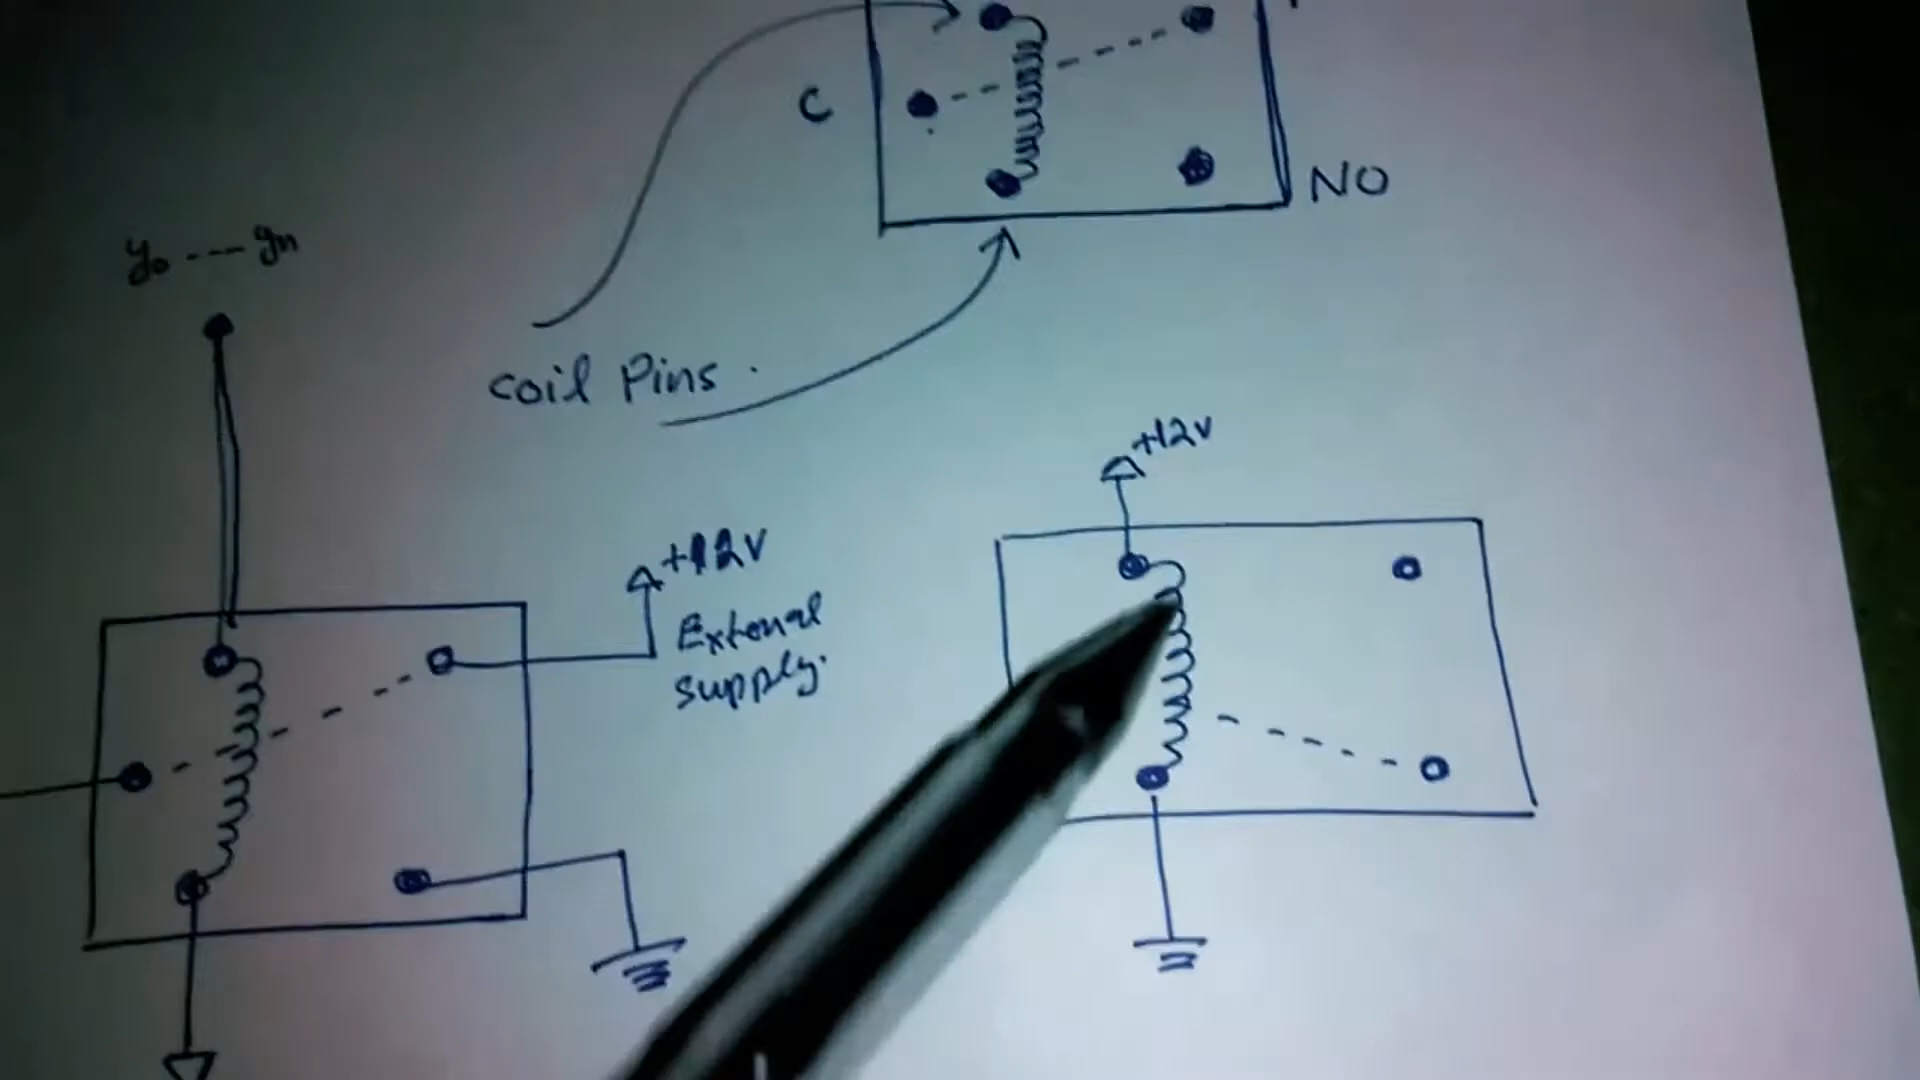 C
NO
y0 --- yn
coil Pins.
+12V
+12V
External
supply.